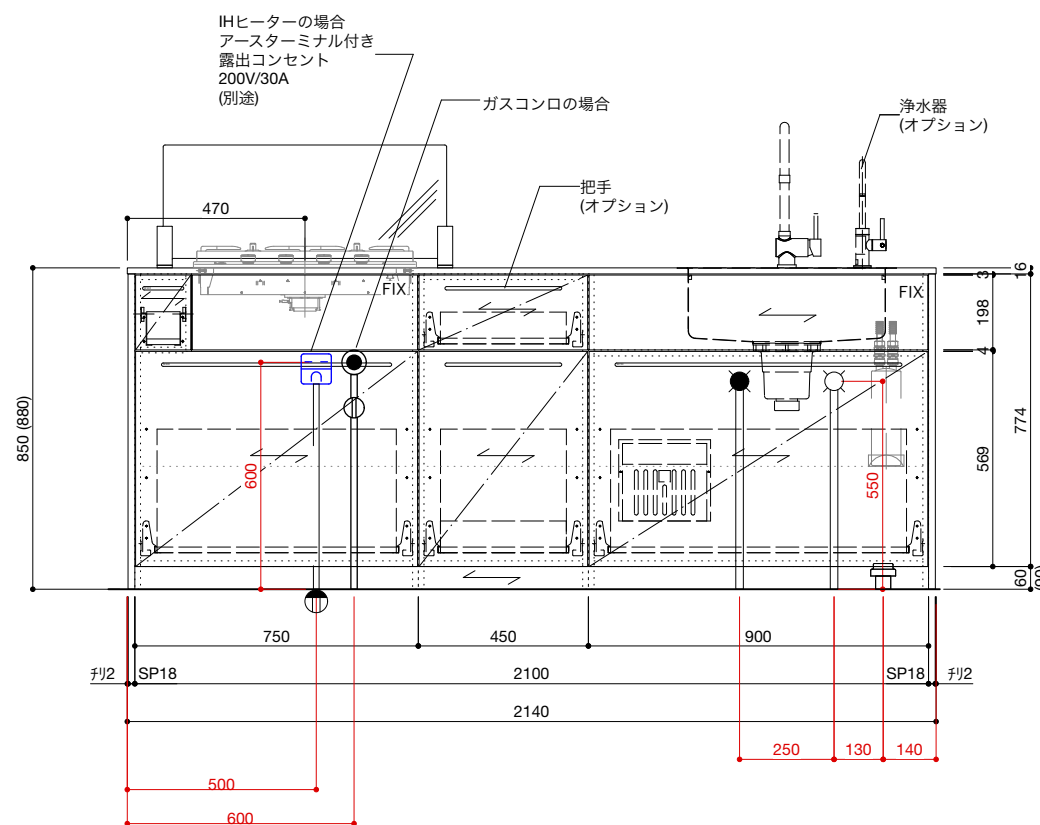 IHヒーターの場合
アースターミナル付き
露出コンセント
200V/30A
(別途)
ガスコンロの場合
浄水器
(オプション)
把手
(オプション)
470
FIX
FIX
16
3
198
4
850 (880)
774
569
600
550
60
(90)
750
450
900
チリ2
SP18
2100
SP18
チリ2
2140
250
130
140
500
600